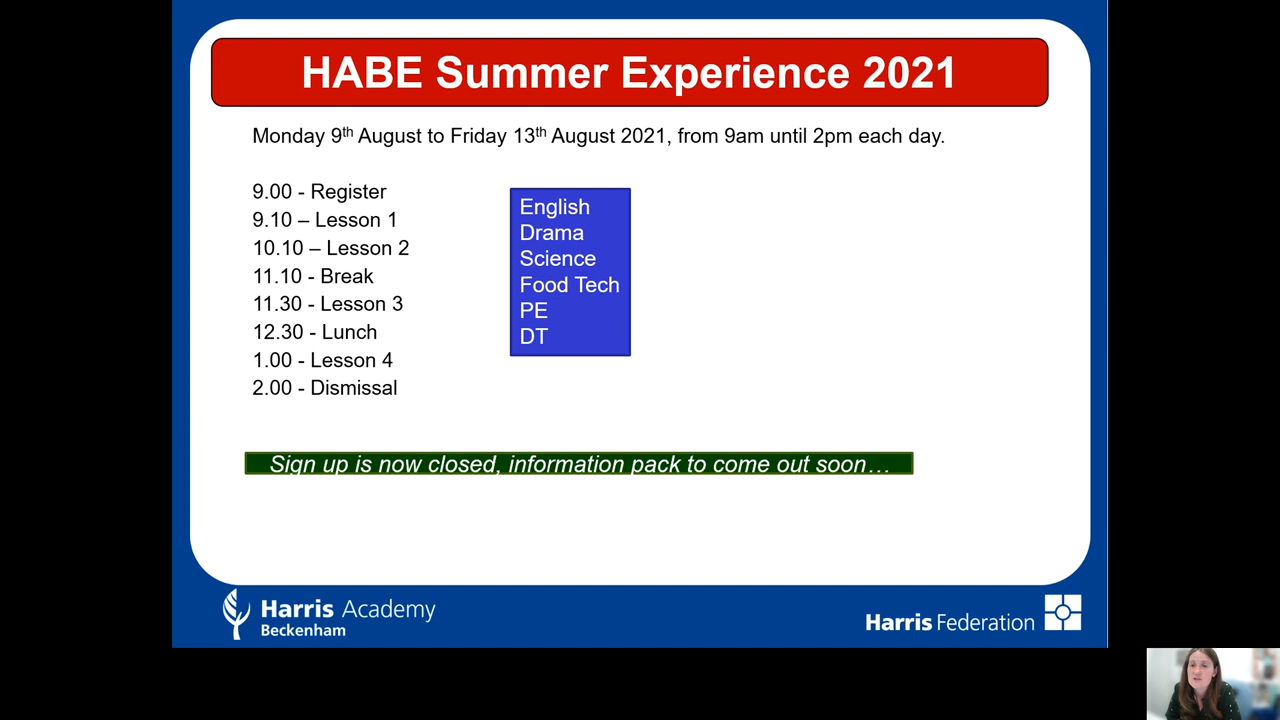 HABE Summer Experience 2021
Monday 9th August to Friday 13th August 2021, from 9am until 2pm each day.
9.00 - Register
9.10 – Lesson 1
10.10 – Lesson 2
11.10 - Break
11.30 - Lesson 3
12.30 - Lunch
1.00 - Lesson 4
2.00 - Dismissal
English
Drama
Science
Food Tech
PE
DT
Sign up is now closed, information pack to come out soon…
Harris Academy
Beckenham
Harris Federation